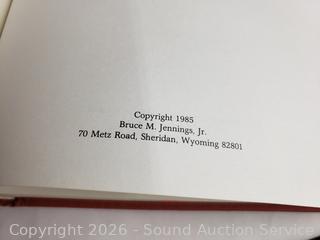 Copyright 1985
Bruce M. Jennings, Jr.
70 Metz Road, Sheridan, Wyoming 82801
Copyright 2026 - Sound Auction Service